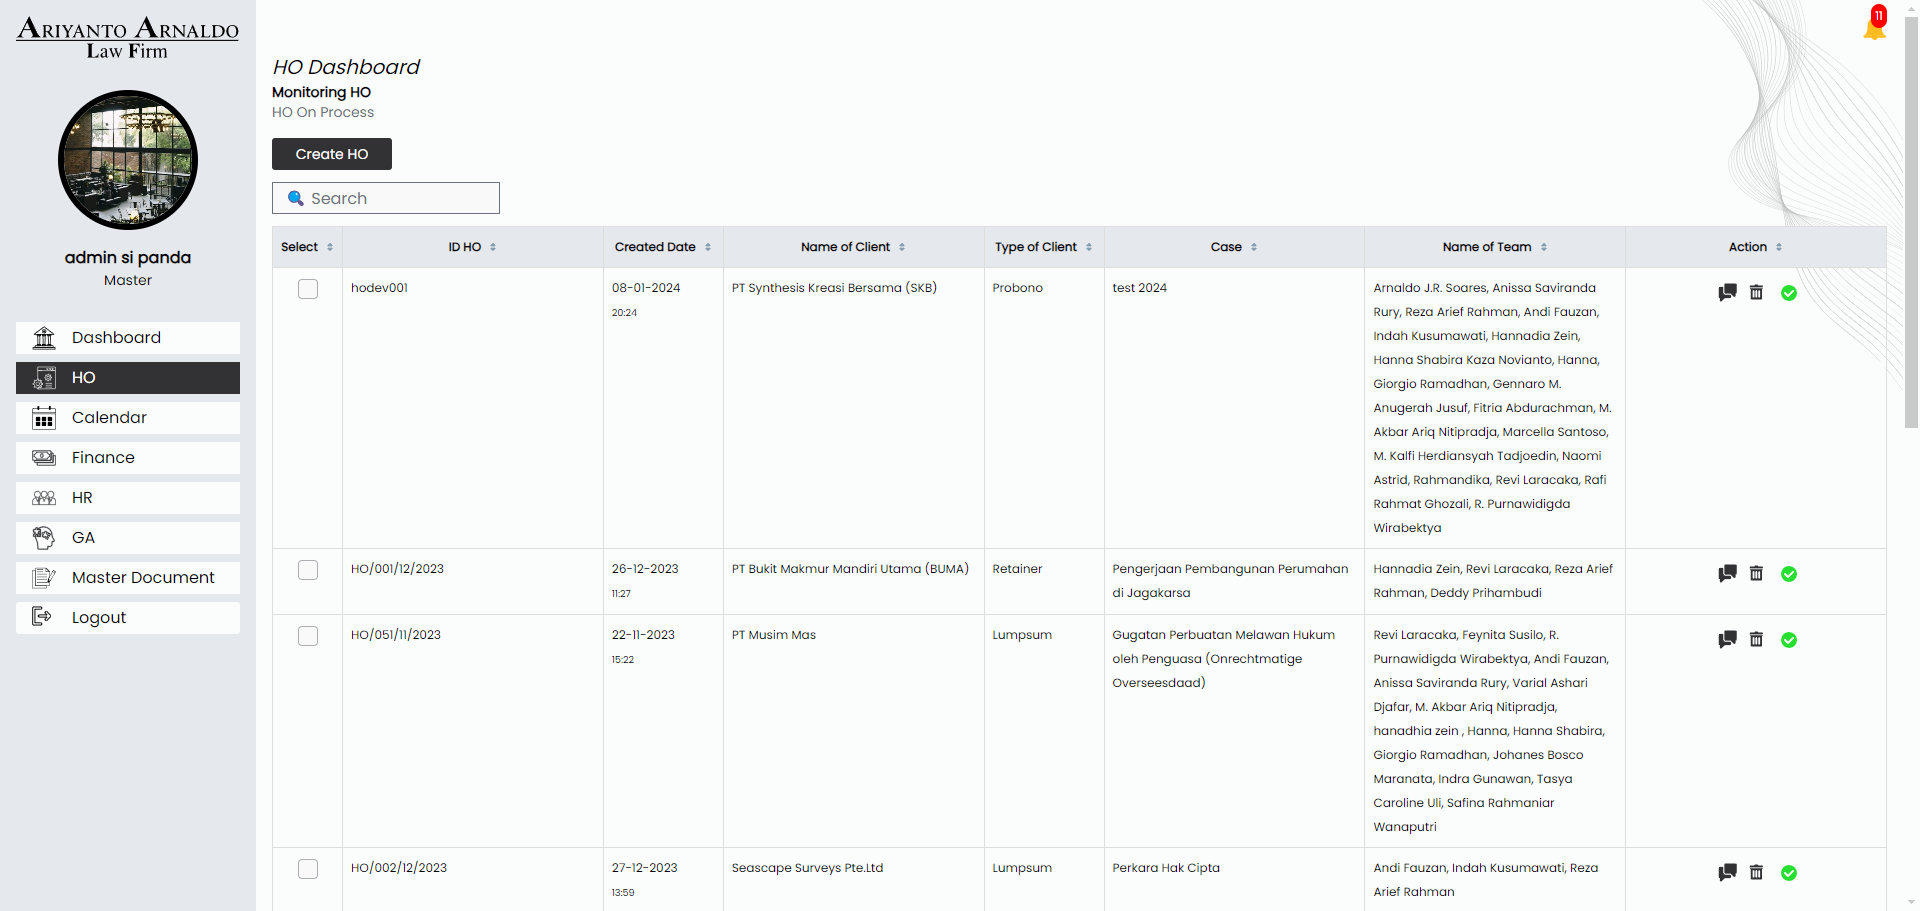 ARIYANTO ARNALDO
Law Firm
admin si panda
Master
Dashboard
HO
Calendar
Finance
HR
GA
Master Document
Logout
11
HO Dashboard
Monitoring HO
HO On Process
Create HO
Search
Select ID HO Created Date Name of Client Type of Client Case Name of Team Action
hodev001 08-01-2024 PT Synthesis Kreasi Bersama (SKB) Probono test 2024 Arnaldo J.R. Soares, Anissa Saviranda
20:24 Rury, Reza Arief Rahman, Andi Fauzan,
Indah Kusumawati, Hannadia Zein,
Hanna Shabira Kaza Novianto, Hanna,
Giorgio Ramadhan, Gennaro M.
Anugerah Jusuf, Fitria Abdurachman, M.
Akbar Ariq Nitipradja, Marcella Santoso,
M. Kalfi Herdiansyah Tadjoedin, Naomi
Astrid, Rahmandika, Revi Laracaka, Rafi
Rahmat Ghozali, R. Purnawidigda
Wirabektya
HO/001/12/2023 26-12-2023 PT Bukit Makmur Mandiri Utama (BUMA) Retainer Pengerjaan Pembangunan Perumahan Hannadia Zein, Revi Laracaka, Reza Arief
11:27 di Jagakarsa Rahman, Deddy Prihambudi
HO/051/11/2023 22-11-2023 PT Musim Mas Lumpsum Gugatan Perbuatan Melawan Hukum Revi Laracaka, Feynita Susilo, R.
15:22 oleh Penguasa (Onrechtmatige Purnawidigda Wirabektya, Andi Fauzan,
Overseesdaad) Anissa Saviranda Rury, Varial Ashari
Djafar, M. Akbar Ariq Nitipradja,
hanadhia zein , Hanna, Hanna Shabira,
Giorgio Ramadhan, Johanes Bosco
Maranata, Indra Gunawan, Tasya
Caroline Uli, Safina Rahmaniar
Wanaputri
HO/002/12/2023 27-12-2023 Seascape Surveys Pte.Ltd Lumpsum Perkara Hak Cipta Andi Fauzan, Indah Kusumawati, Reza
13:59 Arief Rahman